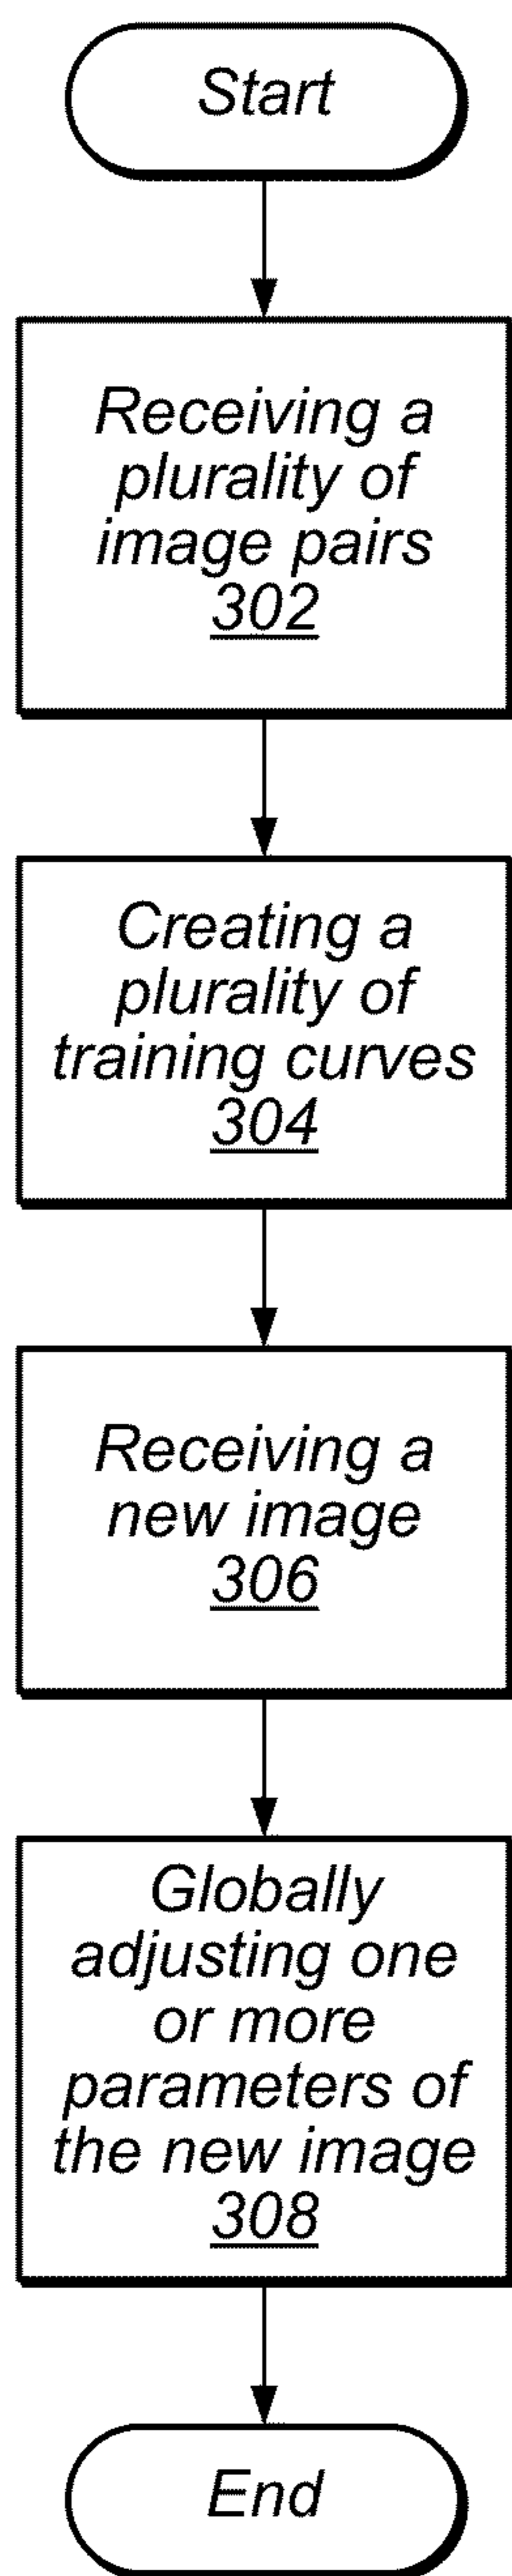 Start
Receiving a
plurality of
image pairs
302
Creating a
plurality of
training curves
304
Receiving a
new image
306
Globally
adjusting one
or more
parameters of
the new image
308
End